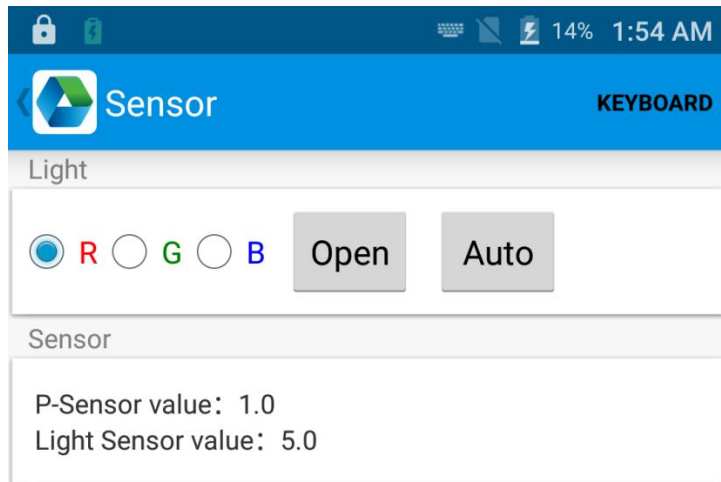 14% 1:54 AM
Sensor KEYBOARD
Light
R G B Open Auto
Sensor
P-Sensor value：1.0
Light Sensor value：5.0